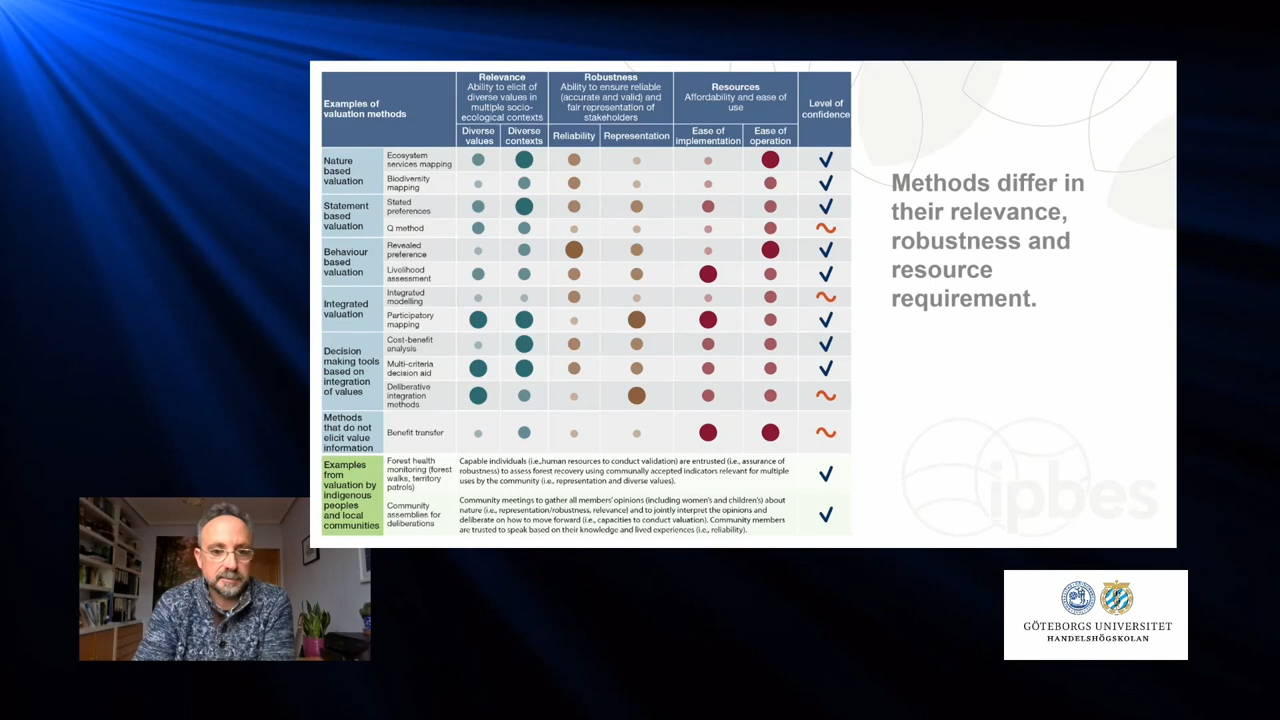 Examples of
valuation methods
Relevance
Ability to elicit of
diverse values in
multiple socio-
ecological contexts
Robustness
Ability to ensure reliable
(accurate and valid) and
fair representation of
stakeholders
Resources
Affordability and ease of
use
Level of
confidence
Diverse
values
Diverse
contexts
Reliability
Representation
Ease of
implementation
Ease of
operation
Nature
based
valuation
Ecosystem
services mapping
Biodiversity
mapping
Statement
based
valuation
Stated
preferences
Q method
Behaviour
based
valuation
Revealed
preference
Livelihood
assessment
Integrated
valuation
Integrated
modelling
Participatory
mapping
Decision
making tools
based on
integration
of values
Cost-benefit
analysis
Multi-criteria
decision aid
Deliberative
integration
methods
Methods
that do not
elicit value
information
Benefit transfer
Examples
from
valuation by
indigenous
peoples
and local
communities
Forest health
monitoring (forest
walks, territory
patrols)
Capable individuals (i.e.,human resources to conduct validation) are entrusted (i.e., assurance of
robustness) to assess forest recovery using communally accepted indicators relevant for multiple
uses by the community (i.e., representation and diverse values).
Community
assemblies for
deliberations
Community meetings to gather all members' opinions (including women's and children's) about
nature (i.e., representation/robustness, relevance) and to jointly interpret the opinions and
deliberate on how to move forward (i.e., capacities to conduct valuation). Community members
are trusted to speak based on their knowledge and lived experiences (i.e., reliability).
Methods differ in
their relevance,
robustness and
resource
requirement.
ipbes
GÖTEBORGS UNIVERSITET
HANDELSHÖGSKOLAN